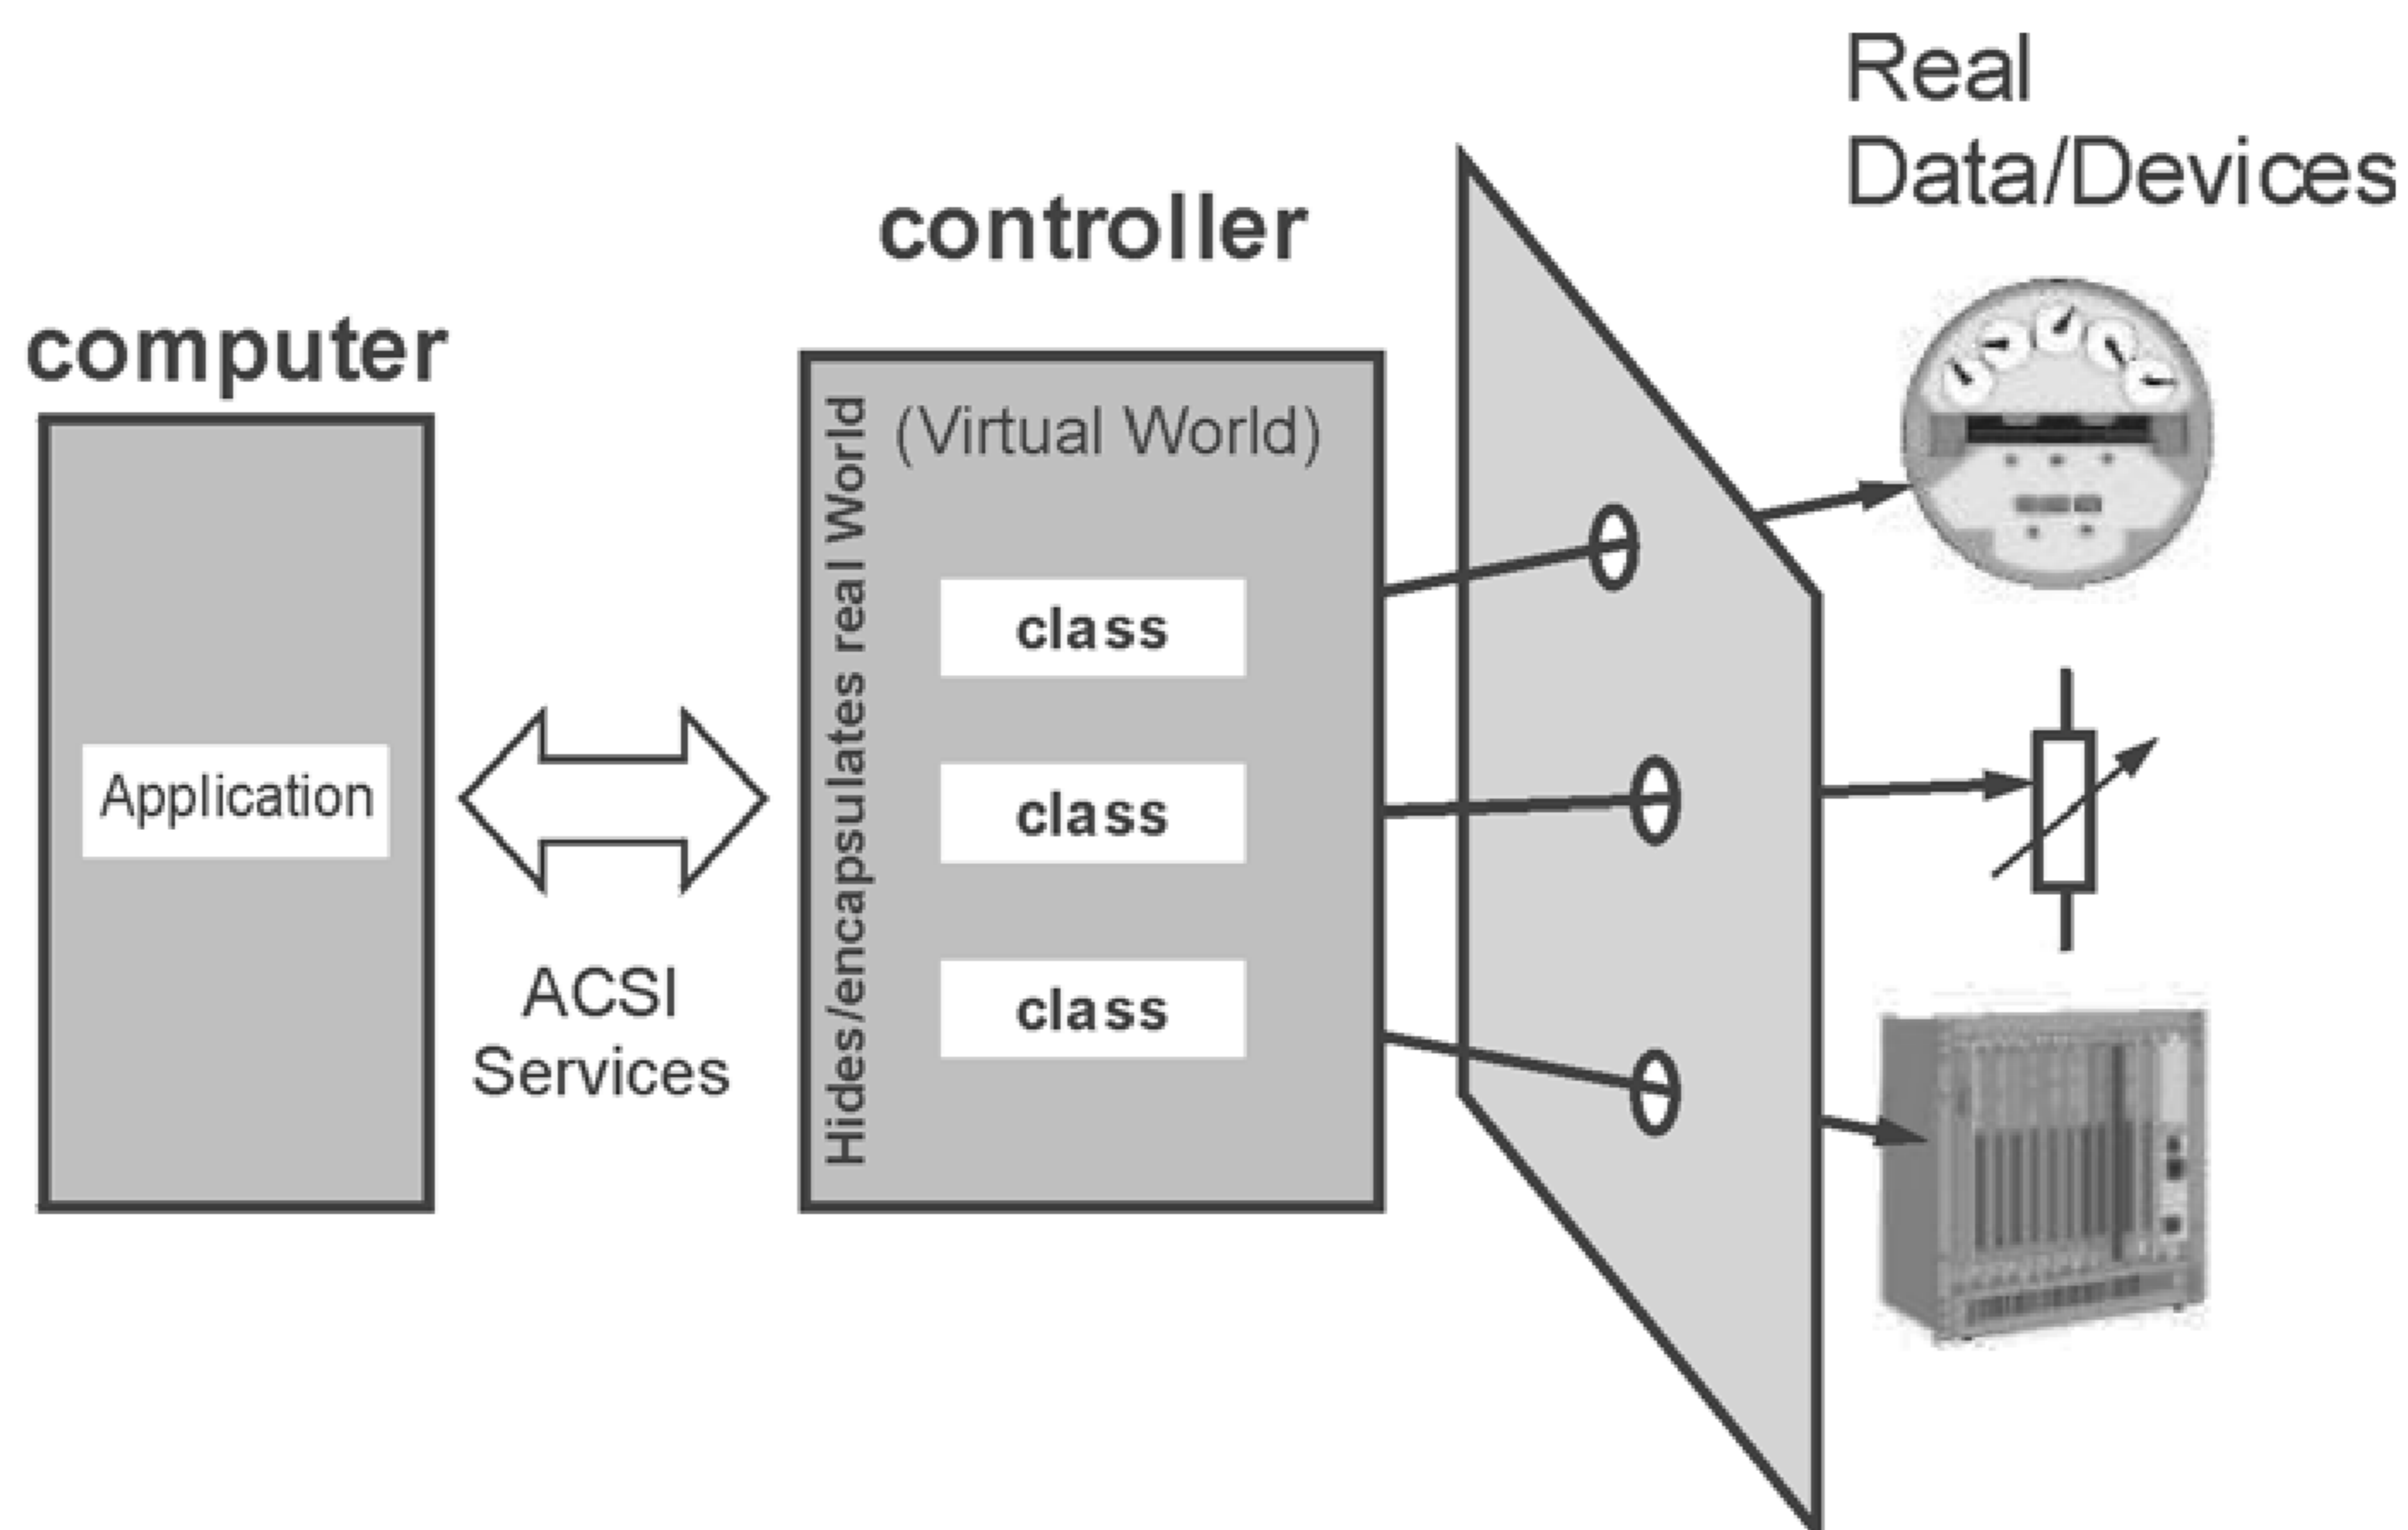 Real
Data/Devices
controller
computer
(Virtual World)
Hides/encapsulates real World
class
class
class
Application
ACSI
Services